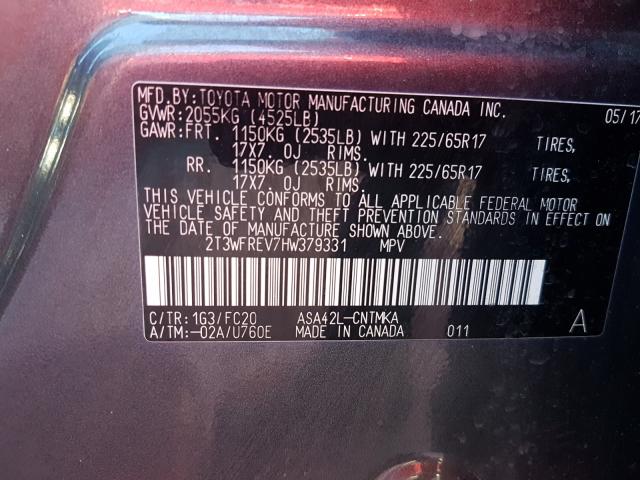 MFD.BY:TOYOTA MOTOR MANUFACTURING CANADA INC. 05/17
GVWR:2055KG (4525LB)
GAWR:FRT. 1150KG (2535LB) WITH 225/65R17 TIRES,
17X7.0J RIMS.
RR. 1150KG (2535LB) WITH 225/65R17 TIRES,
17X7.0J RIMS.
THIS VEHICLE CONFORMS TO ALL APPLICABLE FEDERAL MOTOR
VEHICLE SAFETY AND THEFT PREVENTION STANDARDS IN EFFECT ON
THE DATE OF MANUFACTURE SHOWN ABOVE.
2T3WFREV7HW379331 MPV
C/TR:1G3/FC20 ASA42L-CNTMKA A
A/TM:-02A/U760E MADE IN CANADA 011